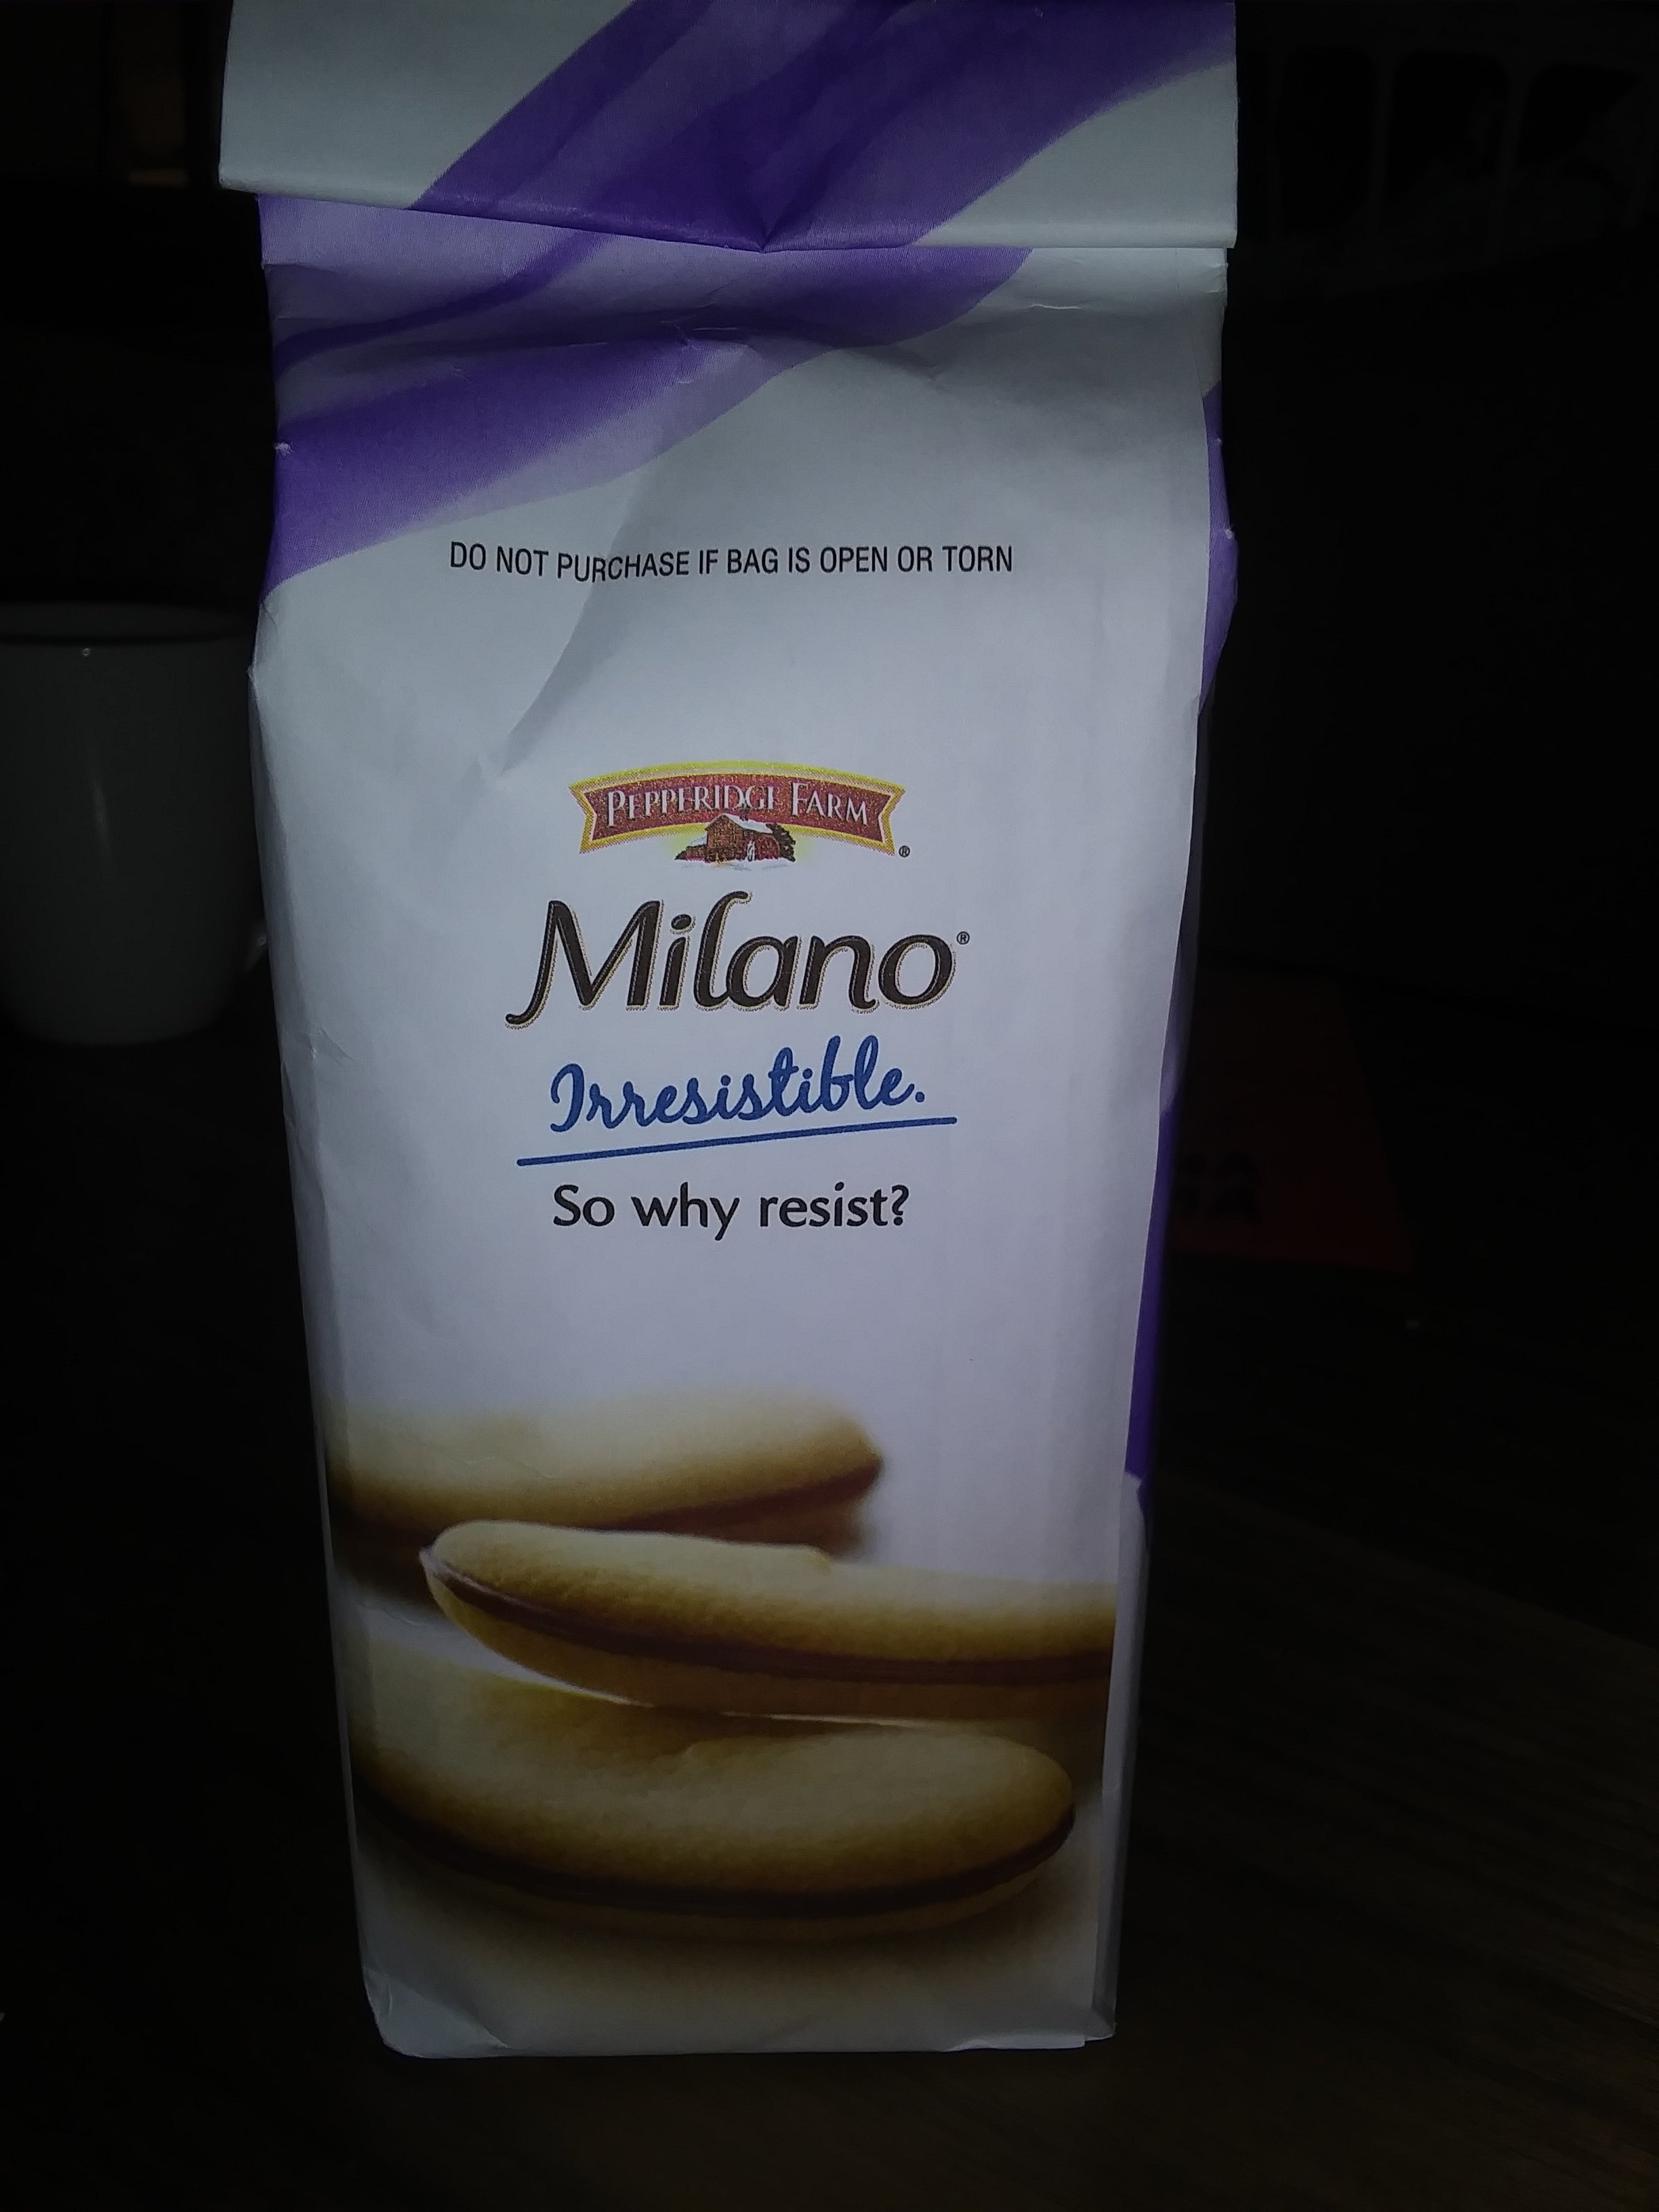 DO NOT PURCHASE IF BAG IS OPEN OR TORN
PEPPERIDGE FARM®
Milano®
Irresistible.
So why resist?